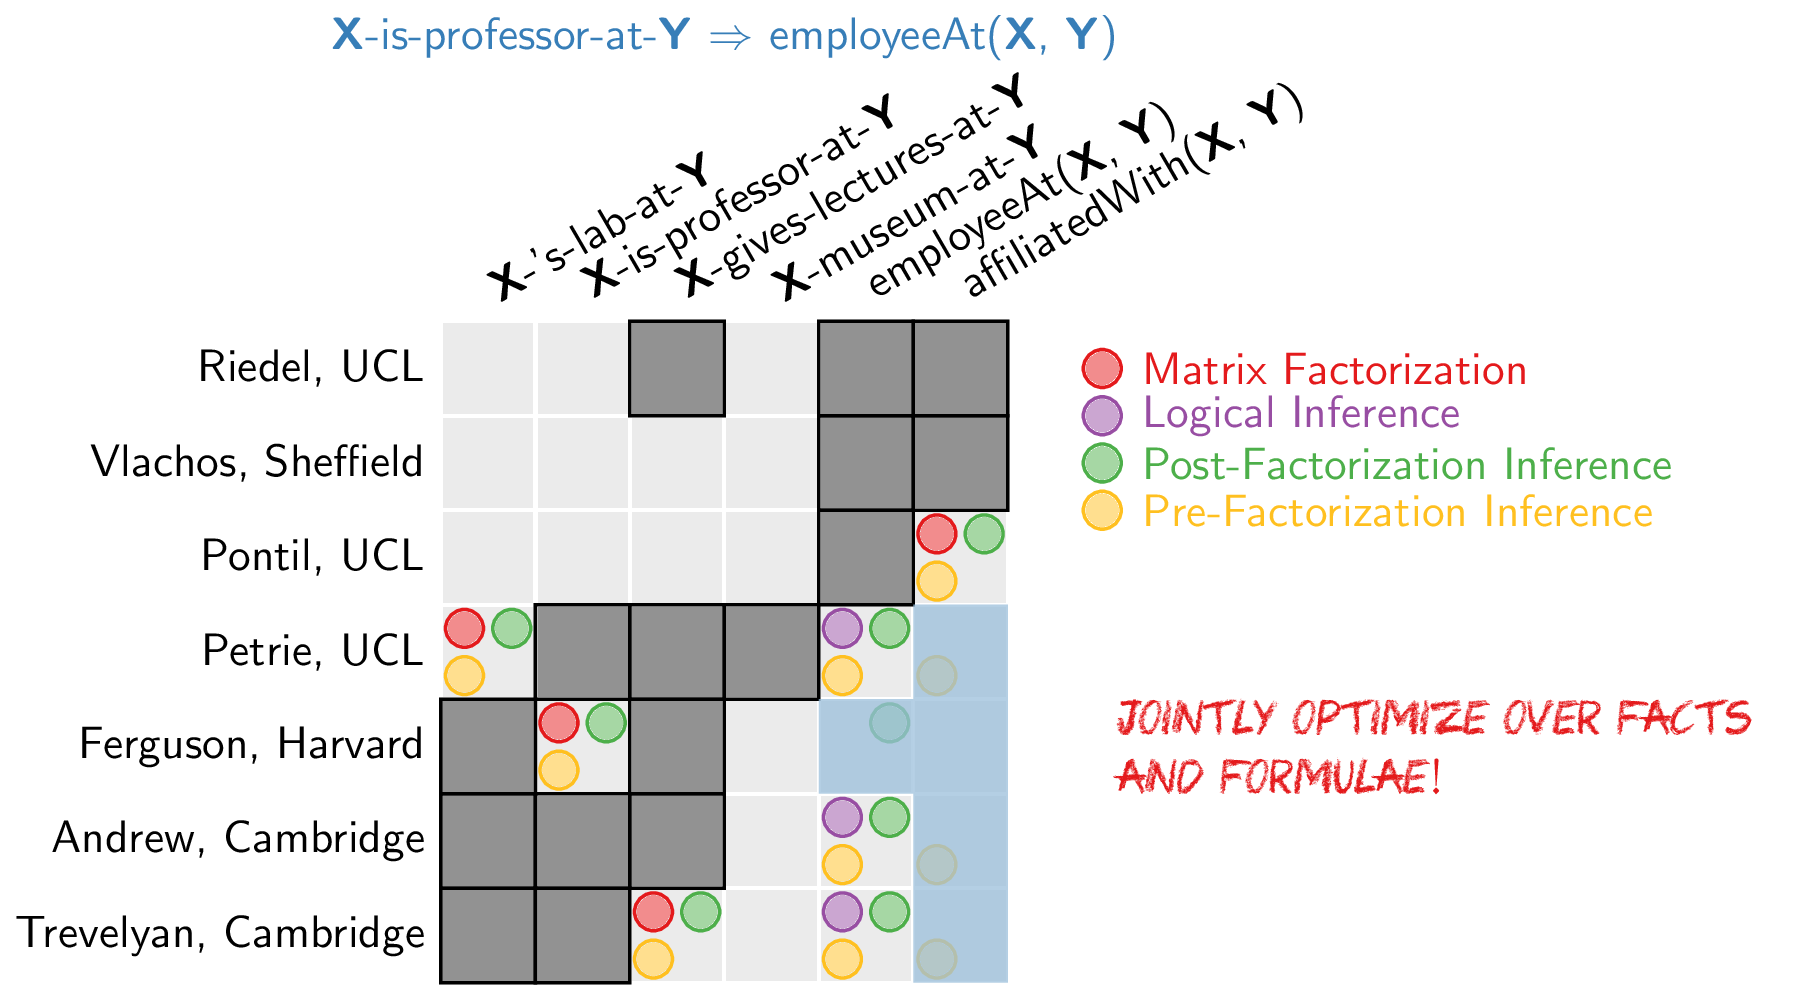 X-is-professor-at-Y ⇒ employeeAt(X, Y)
X-'s-lab-at-Y
X-is-professor-at-Y
X-gives-lectures-at-Y
X-museum-at-Y
employeeAt(X, Y)
affiliatedWith(X, Y)
Riedel, UCL
Vlachos, Sheffield
Pontil, UCL
Petrie, UCL
Ferguson, Harvard
Andrew, Cambridge
Trevelyan, Cambridge
Matrix Factorization
Logical Inference
Post-Factorization Inference
Pre-Factorization Inference
JOINTLY OPTIMIZE OVER FACTS
AND FORMULAE!